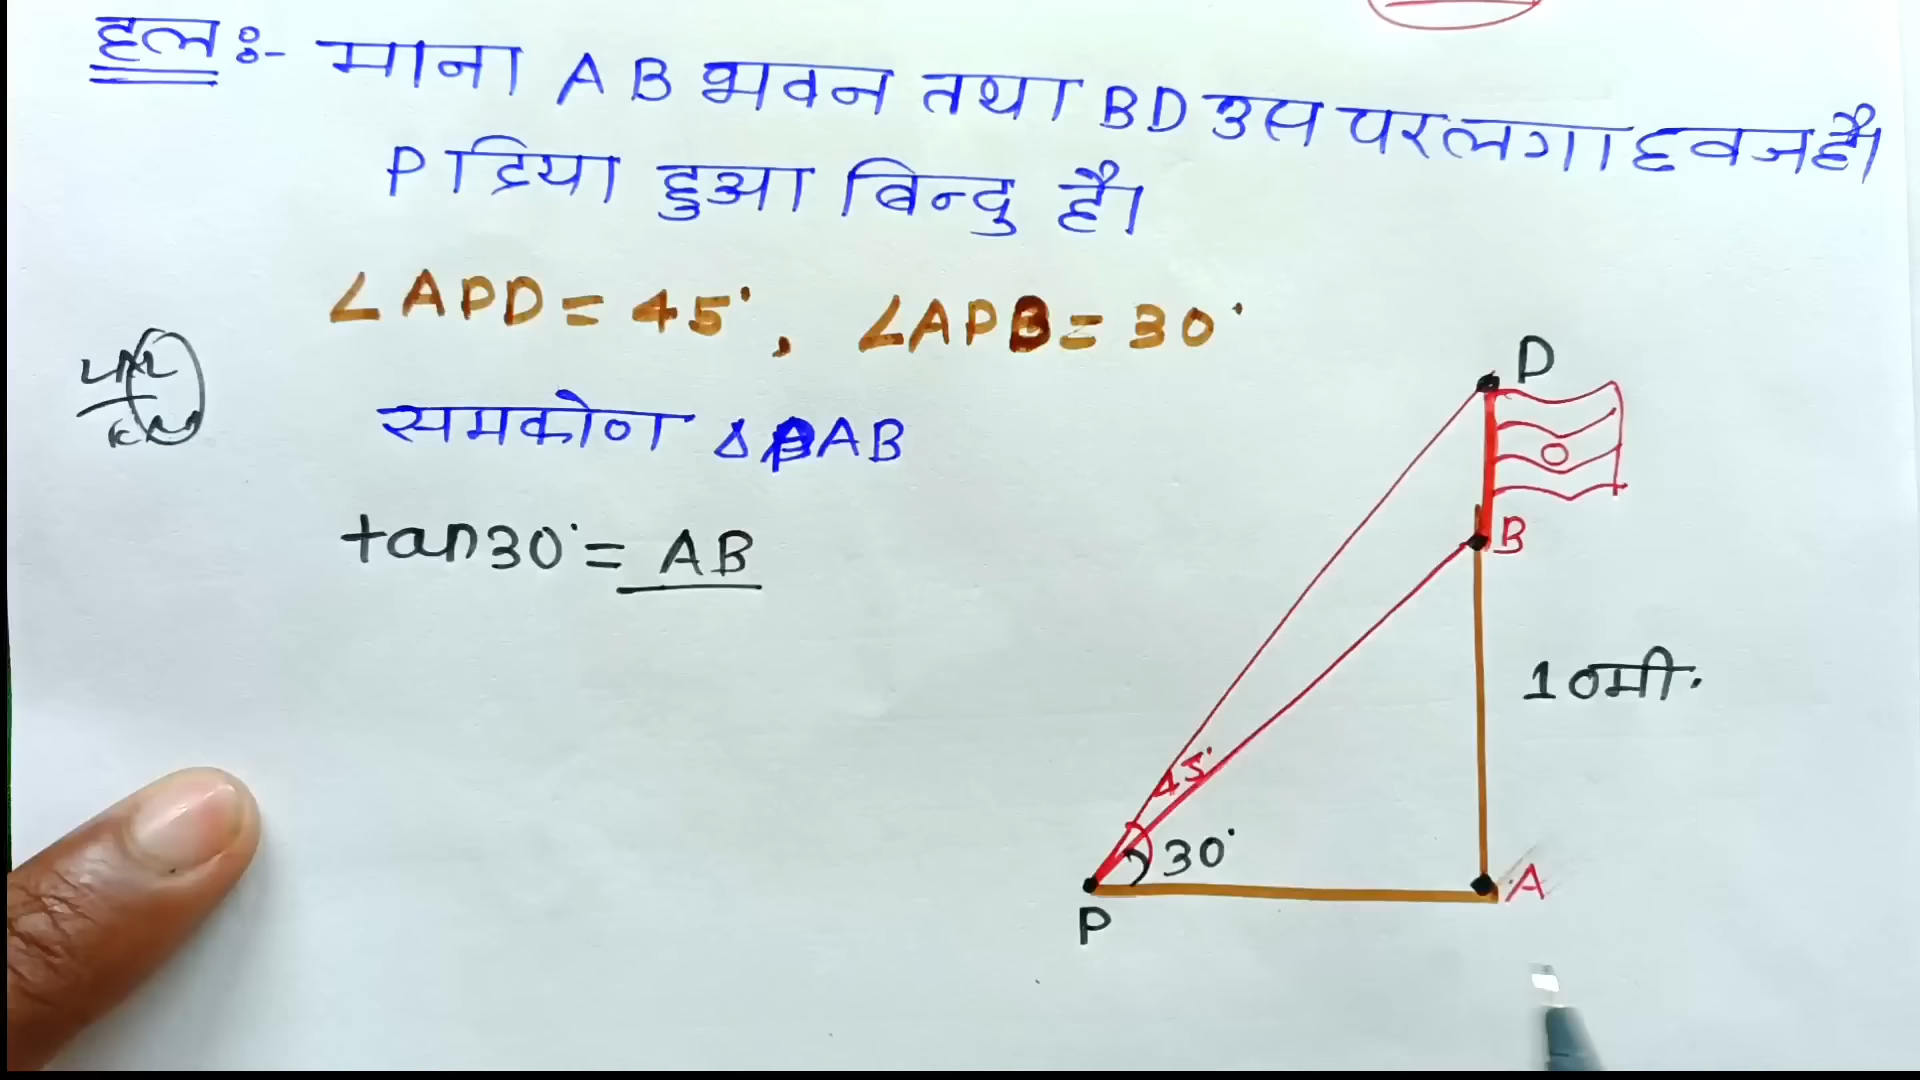 हल:- माना AB भवन तथा BD उस पर लगा ध्वज है।
P दिया हुआ बिन्दु है।
∠APD = 45°, ∠APB = 30°
समकोण ∆PAB
tan30° = AB
D
B
10मी.
45°
30°
A
P